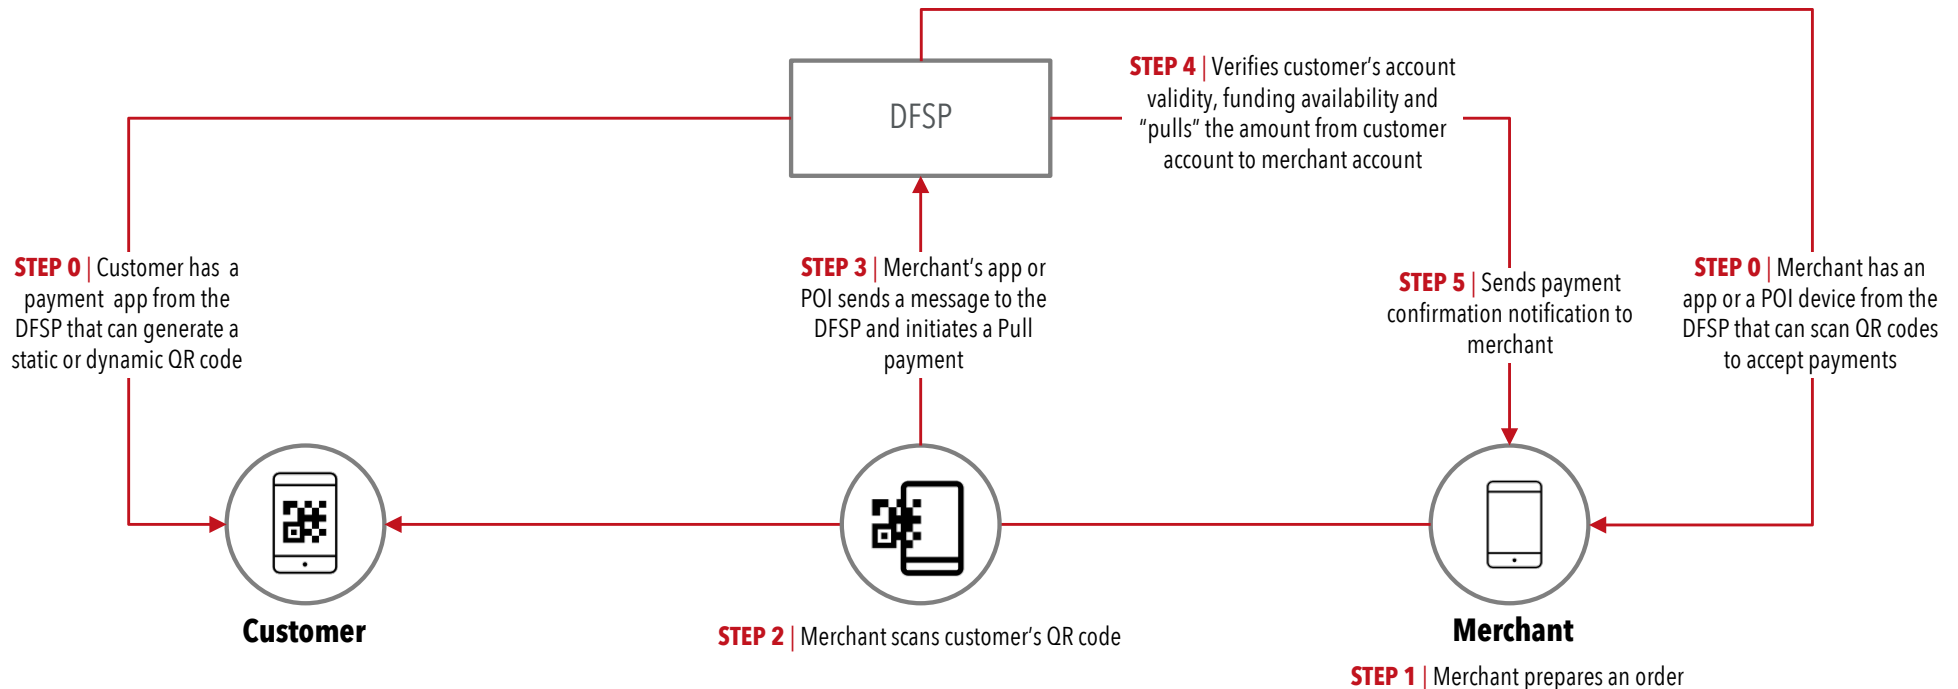 DFSP
STEP 4 | Verifies customer’s account
validity, funding availability and
“pulls” the amount from customer
account to merchant account
STEP 0 | Customer has a
payment app from the
DFSP that can generate a
static or dynamic QR code
STEP 3 | Merchant’s app or
POI sends a message to the
DFSP and initiates a Pull
payment
STEP 5 | Sends payment
confirmation notification to
merchant
STEP 0 | Merchant has an
app or a POI device from the
DFSP that can scan QR codes
to accept payments
Customer
STEP 2 | Merchant scans customer’s QR code
Merchant
STEP 1 | Merchant prepares an order